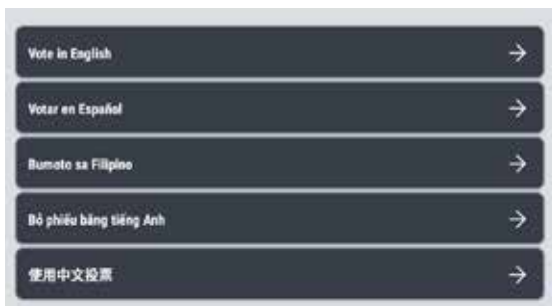 Vote in English
Votar en Español
Bumoto sa Filipino
Bỏ phiếu bằng tiếng Anh
使用中文投票